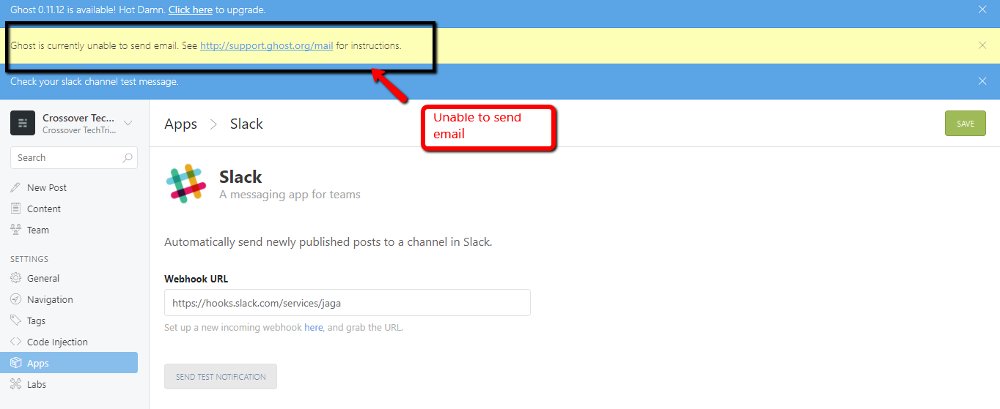 Ghost 0.11.12 is available! Hot Damn. Click here to upgrade.
Ghost is currently unable to send email. See http://support.ghost.org/mail for instructions.
Check your slack channel test message.
Unable to send
email
Crossover Tec...
Crossover TechTri...
Search
New Post
Content
Team
SETTINGS
General
Navigation
Tags
Code Injection
Apps
Labs
Apps > Slack
SAVE
Slack
A messaging app for teams
Automatically send newly published posts to a channel in Slack.
Webhook URL
https://hooks.slack.com/services/jaga
Set up a new incoming webhook here, and grab the URL.
SEND TEST NOTIFICATION